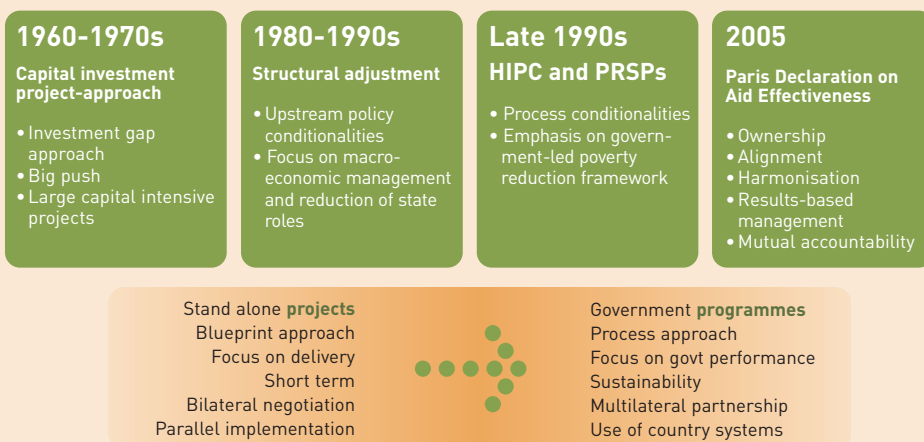 1960-1970s
Capital investment
project-approach
• Investment gap
approach
• Big push
• Large capital intensive
projects
1980-1990s
Structural adjustment
• Upstream policy
conditionalities
• Focus on macro-
economic management
and reduction of state
roles
Late 1990s
HIPC and PRSPs
• Process conditionalities
• Emphasis on govern-
ment-led poverty
reduction framework
2005
Paris Declaration on
Aid Effectiveness
• Ownership
• Alignment
• Harmonisation
• Results-based
management
• Mutual accountability
Stand alone projects
Blueprint approach
Focus on delivery
Short term
Bilateral negotiation
Parallel implementation
Government programmes
Process approach
Focus on govt performance
Sustainability
Multilateral partnership
Use of country systems